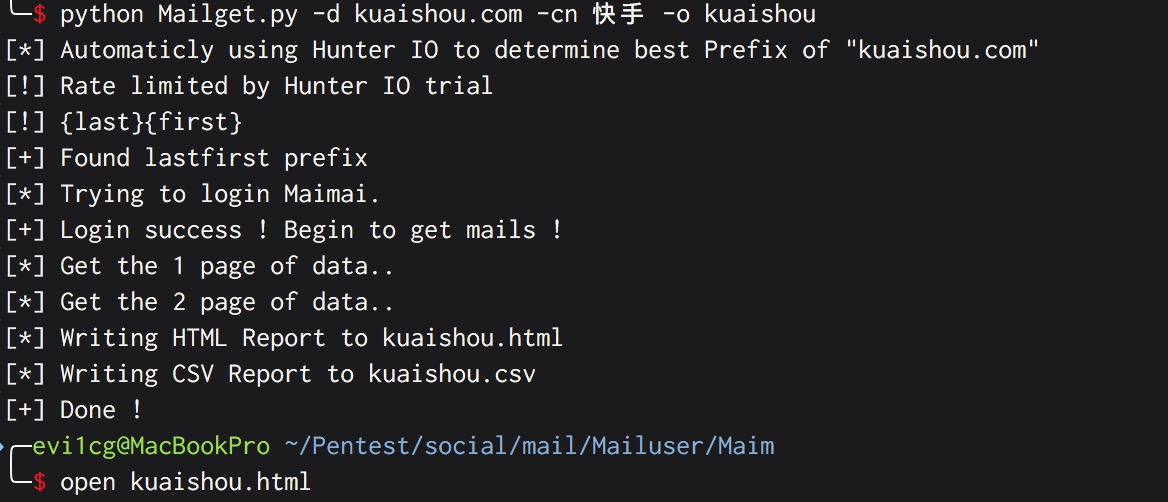 $ python Mailget.py -d kuaishou.com -cn 快手 -o kuaishou
[*] Automaticly using Hunter IO to determine best Prefix of "kuaishou.com"
[!] Rate limited by Hunter IO trial
[!] {last}{first}
[+] Found lastfirst prefix
[*] Trying to login Maimai.
[+] Login success ! Begin to get mails !
[*] Get the 1 page of data..
[*] Get the 2 page of data..
[*] Writing HTML Report to kuaishou.html
[*] Writing CSV Report to kuaishou.csv
[+] Done !
evi1cg@MacBookPro ~/Pentest/social/mail/Mailuser/Maim
$ open kuaishou.html